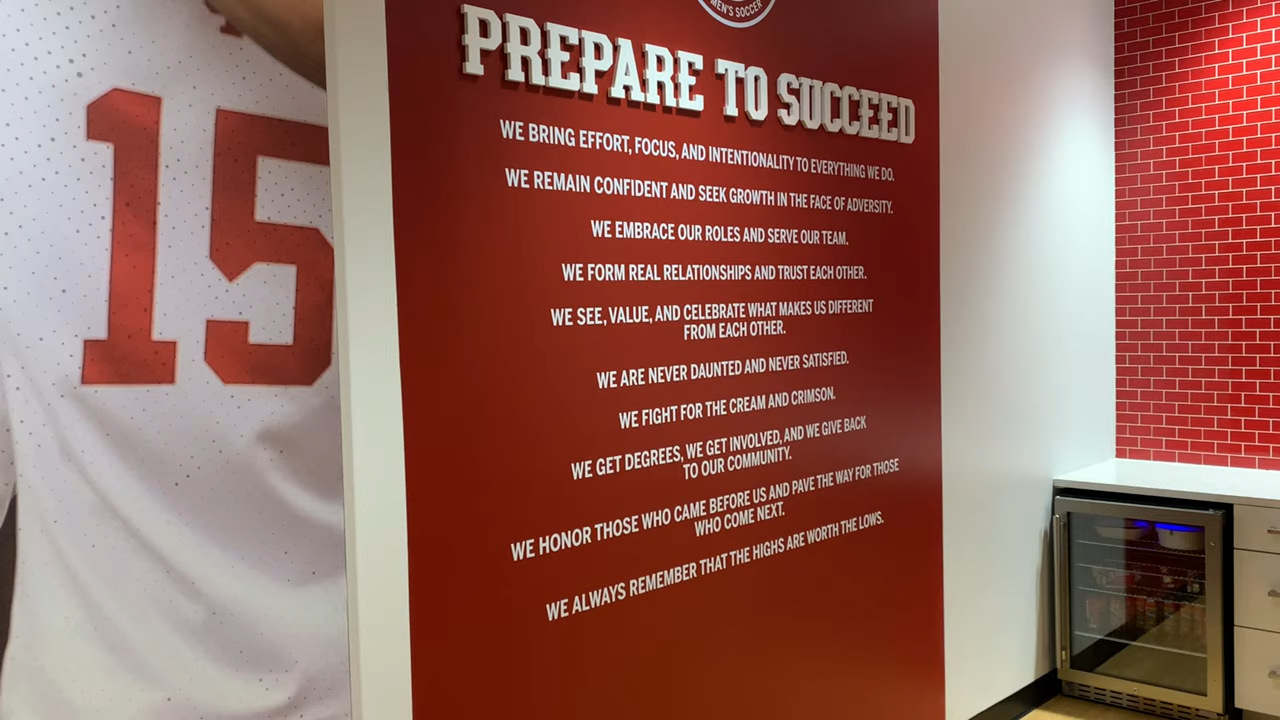 15
MEN'S SOCCER
PREPARE TO SUCCEED
WE BRING EFFORT, FOCUS, AND INTENTIONALITY TO EVERYTHING WE DO.
WE REMAIN CONFIDENT AND SEEK GROWTH IN THE FACE OF ADVERSITY.
WE EMBRACE OUR ROLES AND SERVE OUR TEAM.
WE FORM REAL RELATIONSHIPS AND TRUST EACH OTHER.
WE SEE, VALUE, AND CELEBRATE WHAT MAKES US DIFFERENT
FROM EACH OTHER.
WE ARE NEVER DAUNTED AND NEVER SATISFIED.
WE FIGHT FOR THE CREAM AND CRIMSON.
WE GET DEGREES, WE GET INVOLVED, AND WE GIVE BACK
TO OUR COMMUNITY.
WE HONOR THOSE WHO CAME BEFORE US AND PAVE THE WAY FOR THOSE
WHO COME NEXT.
WE ALWAYS REMEMBER THAT THE HIGHS ARE WORTH THE LOWS.